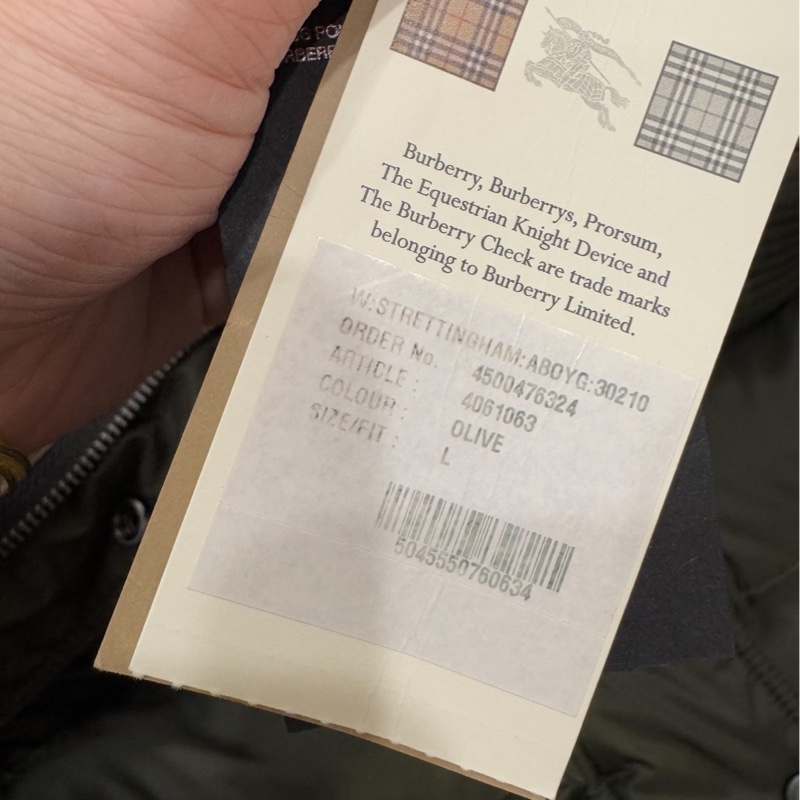 Burberry, Burberrys, Prorsum,
The Equestrian Knight Device and
The Burberry Check are trade marks
belonging to Burberry Limited.
W:STRETTINGHAM:ABOYG:30210
ORDER No. 4500476324
ARTICLE : 4061063
COLOUR : OLIVE
SIZE/FIT : L
5045550760634